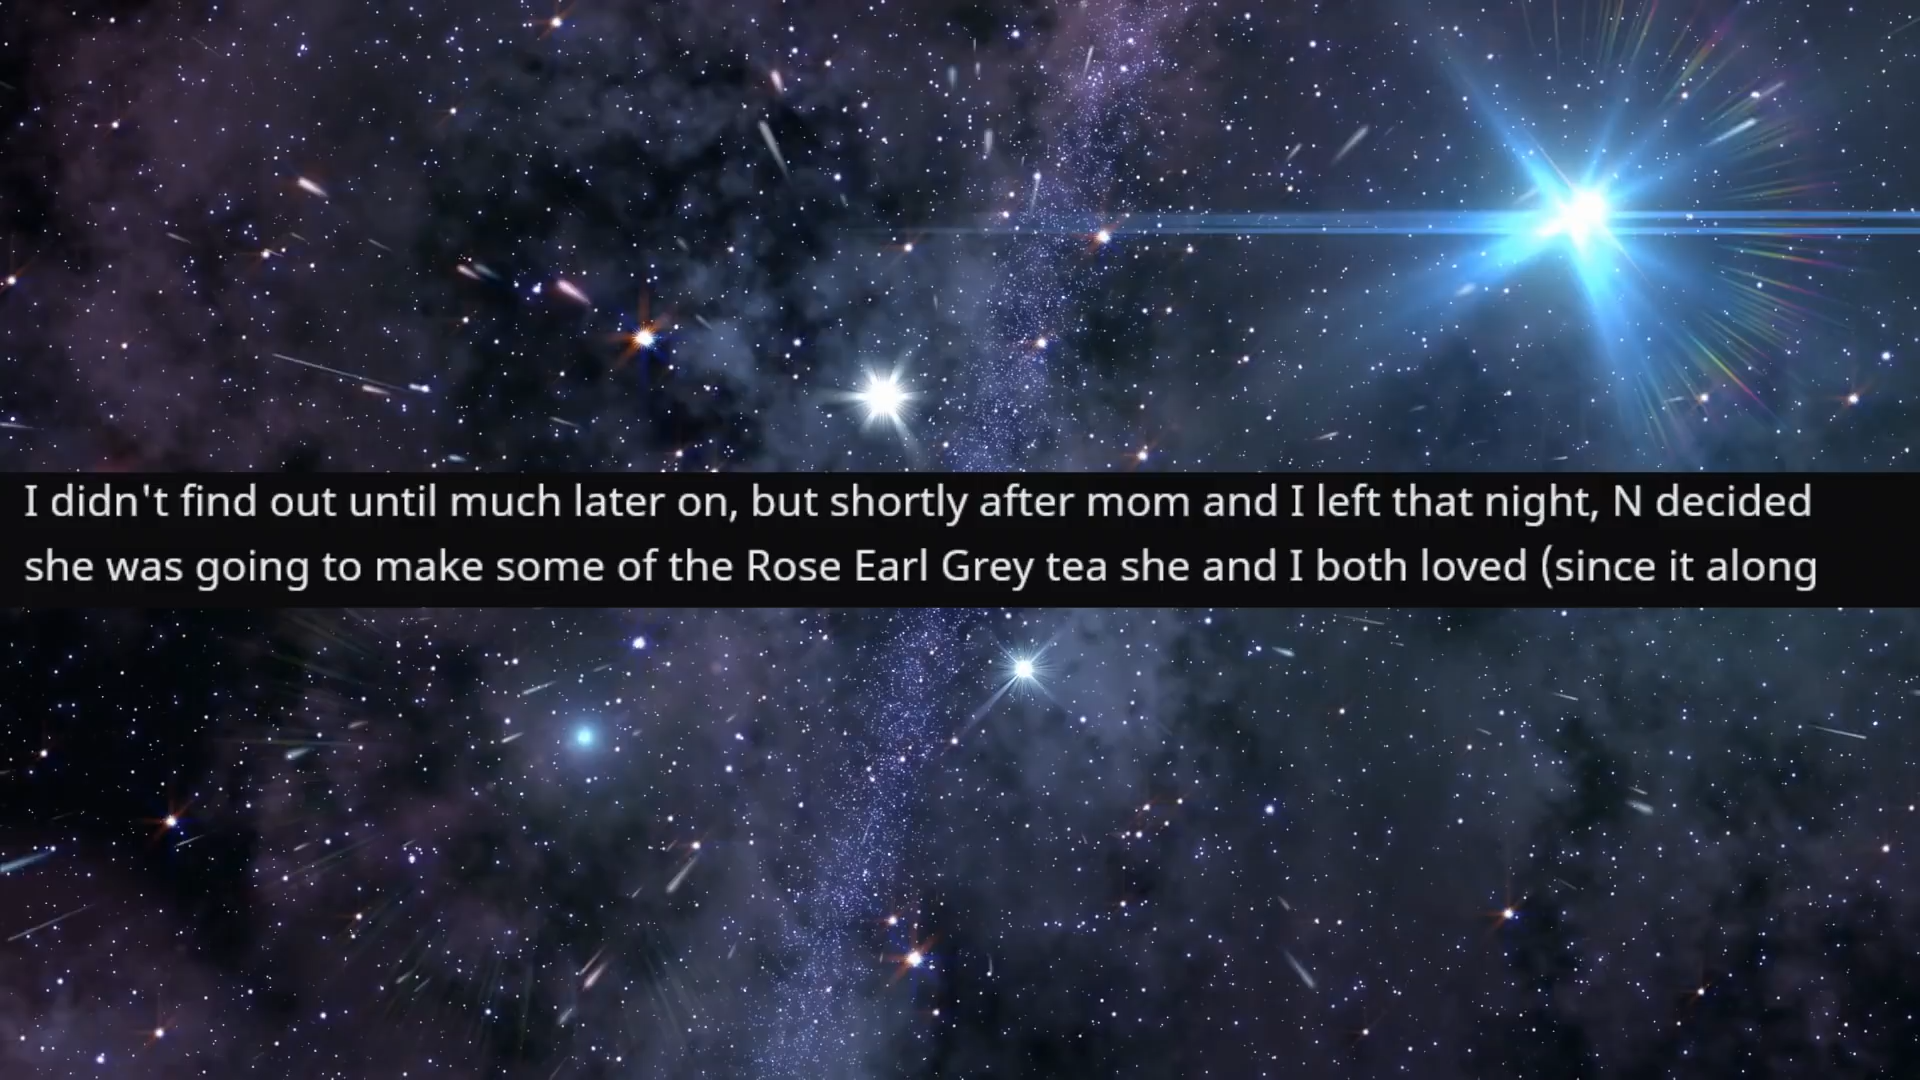 I didn't find out until much later on, but shortly after mom and I left that night, N decided
she was going to make some of the Rose Earl Grey tea she and I both loved (since it along